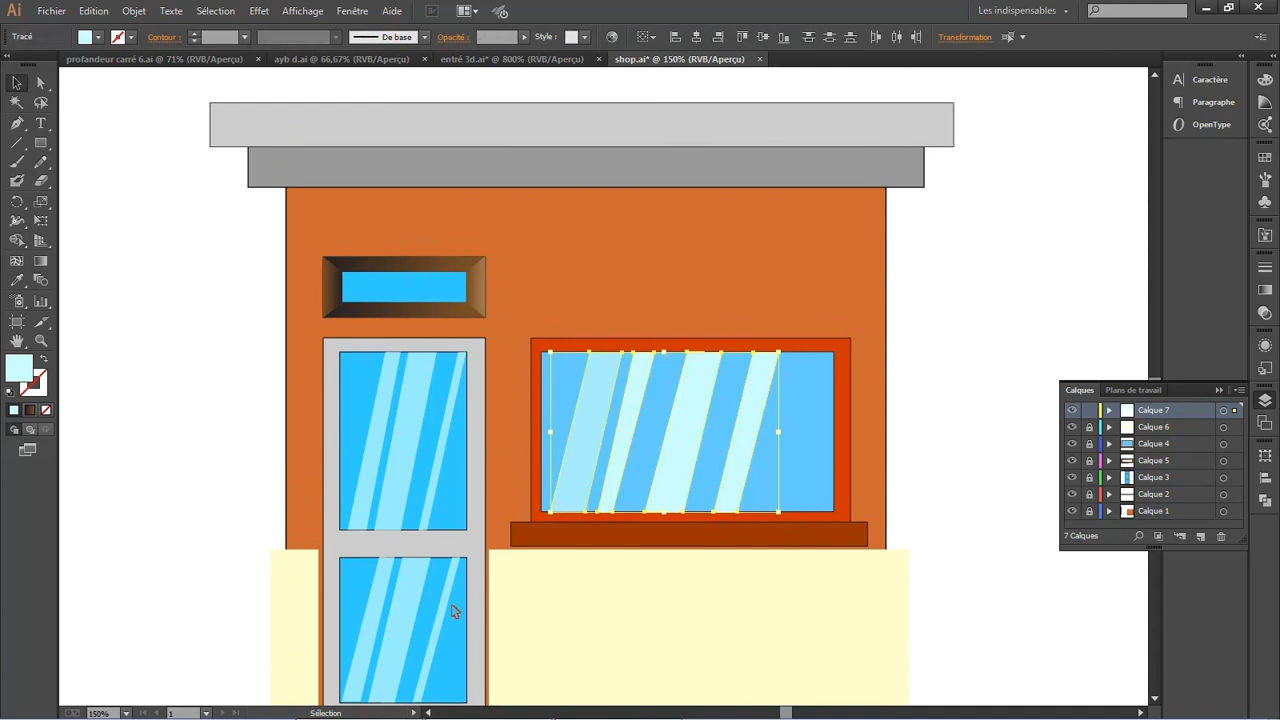 Ai Fichier Edition Objet Texte Sélection Effet Affichage Fenêtre Aide Br Les indispensables
Tracé Contour : De base Opacité : Style : Transformation
profandeur carré 6.ai @ 71% (RVB/Aperçu) ayb d.ai @ 66,67% (RVB/Aperçu) entré 3d.ai* @ 800% (RVB/Aperçu) shop.ai* @ 150% (RVB/Aperçu)
Caractère
Paragraphe
OpenType
Calques Plans de travail
Calque 7
Calque 6
Calque 4
Calque 5
Calque 3
Calque 2
Calque 1
7 Calques
150% 1 Sélection